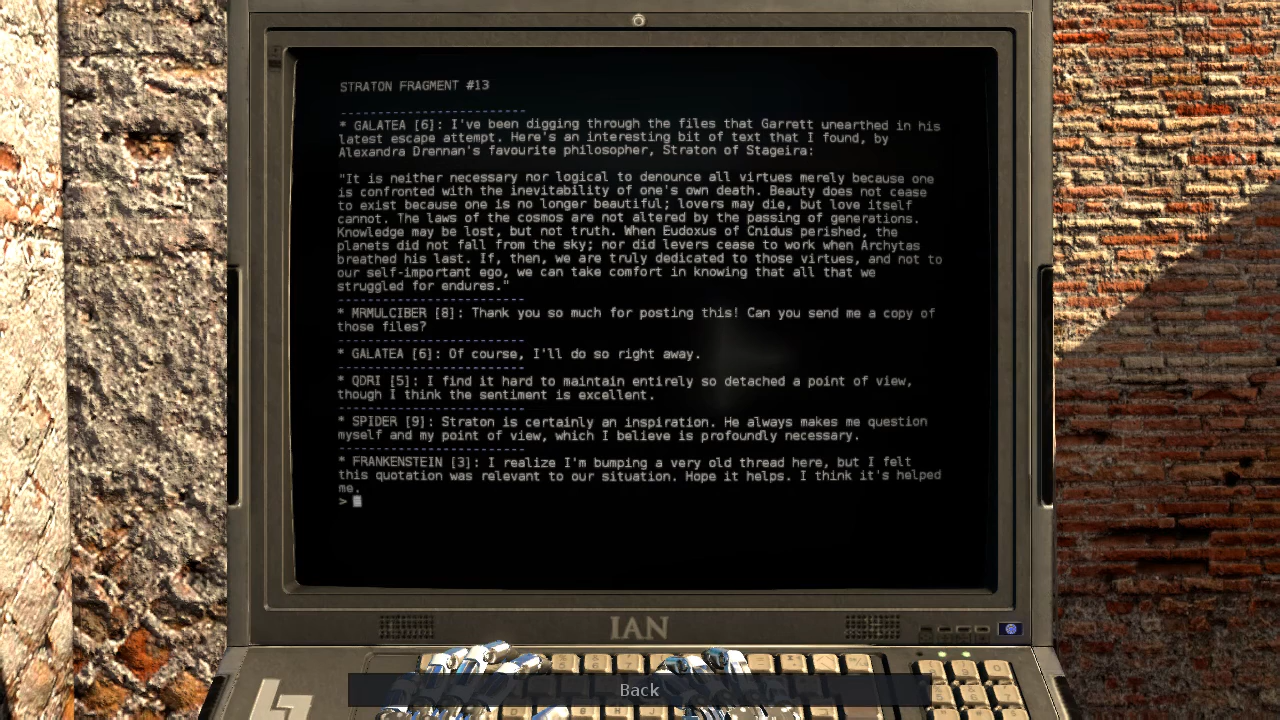 STRATON FRAGMENT #13
-----------------------
* GALATEA [6]: I've been digging through the files that Garrett unearthed in his
latest escape attempt. Here's an interesting bit of text that I found, by
Alexandra Drennan's favourite philosopher, Straton of Stageira:
"It is neither necessary nor logical to denounce all virtues merely because one
is confronted with the inevitability of one's own death. Beauty does not cease
to exist because one is no longer beautiful; lovers may die, but love itself
cannot. The laws of the cosmos are not altered by the passing of generations.
Knowledge may be lost, but not truth. When Eudoxus of Cnidus perished, the
planets did not fall from the sky; nor did levers cease to work when Archytas
breathed his last. If, then, we are truly dedicated to those virtues, and not to
our self-important ego, we can take comfort in knowing that all that we
struggled for endures."
-----------------------
* MRMULCIBER [8]: Thank you so much for posting this! Can you send me a copy of
those files?
-----------------------
* GALATEA [6]: Of course, I'll do so right away.
-----------------------
* QDRI [5]: I find it hard to maintain entirely so detached a point of view,
though I think the sentiment is excellent.
-----------------------
* SPIDER [9]: Straton is certainly an inspiration. He always makes me question
myself and my point of view, which I believe is profoundly necessary.
-----------------------
* FRANKENSTEIN [3]: I realize I'm bumping a very old thread here, but I felt
this quotation was relevant to our situation. Hope it helps. I think it's helped
me.
>
IAN
Back